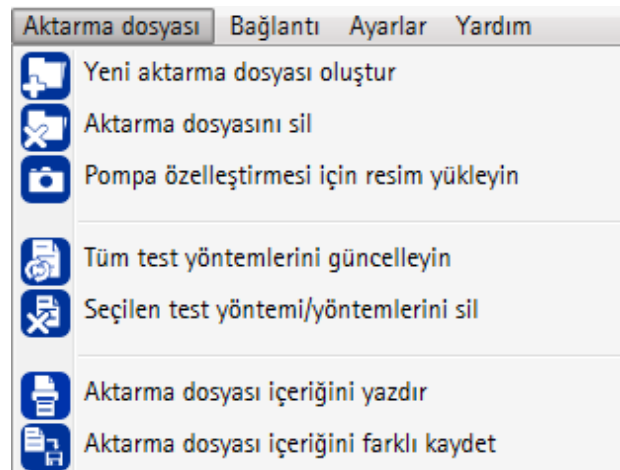 Aktarma dosyası Bağlantı Ayarlar Yardım
Yeni aktarma dosyası oluştur
Aktarma dosyasını sil
Pompa özelleştirmesi için resim yükleyin
Tüm test yöntemlerini güncelleyin
Seçilen test yöntemi/yöntemlerini sil
Aktarma dosyası içeriğini yazdır
Aktarma dosyası içeriğini farklı kaydet